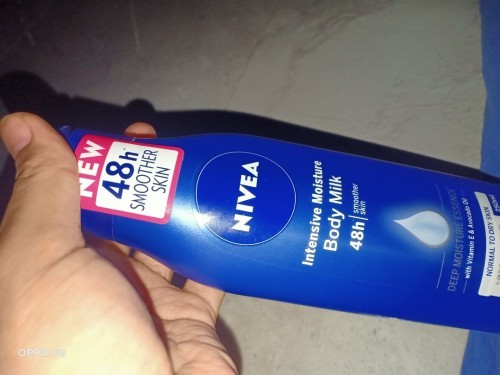 NEW
48h
SMOOTHER
SKIN
NIVEA
Intensive Moisture
Body Milk
48h smoother
skin
DEEP MOISTURE ESSENCE
with Vitamin E & Avocado Oil
NORMAL TO DRY SKIN
OPPO F9